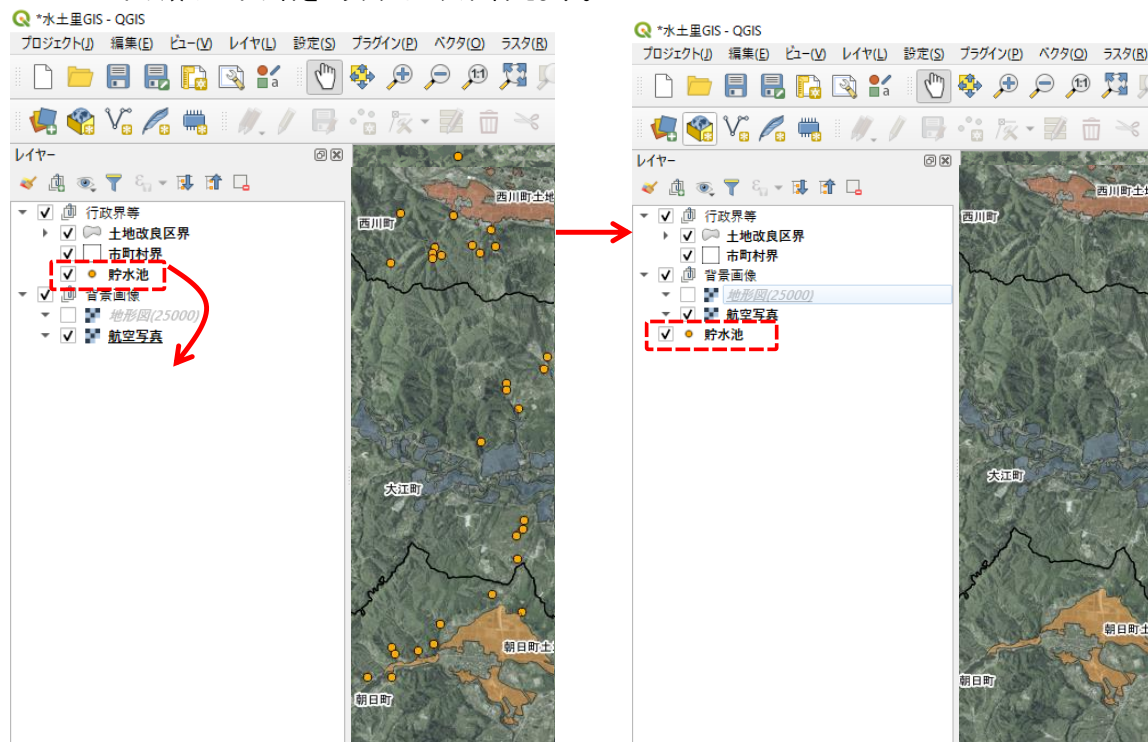 *水土里GIS - QGIS
プロジェクト(J) 編集(E) ビュー(V) レイヤ(L) 設定(S) プラグイン(P) ベクタ(O) ラスタ(R)
レイヤー
行政界等
土地改良区界
市町村界
貯水池
背景画像
地形図(25000)
航空写真
西川町土地
西川町
大江町
朝日町土
朝日町
*水土里GIS - QGIS
プロジェクト(J) 編集(E) ビュー(V) レイヤ(L) 設定(S) プラグイン(P) ベクタ(O) ラスタ(R)
レイヤー
行政界等
土地改良区界
市町村界
背景画像
地形図(25000)
航空写真
貯水池
西川町土
西川町
大江町
朝日町土
朝日町